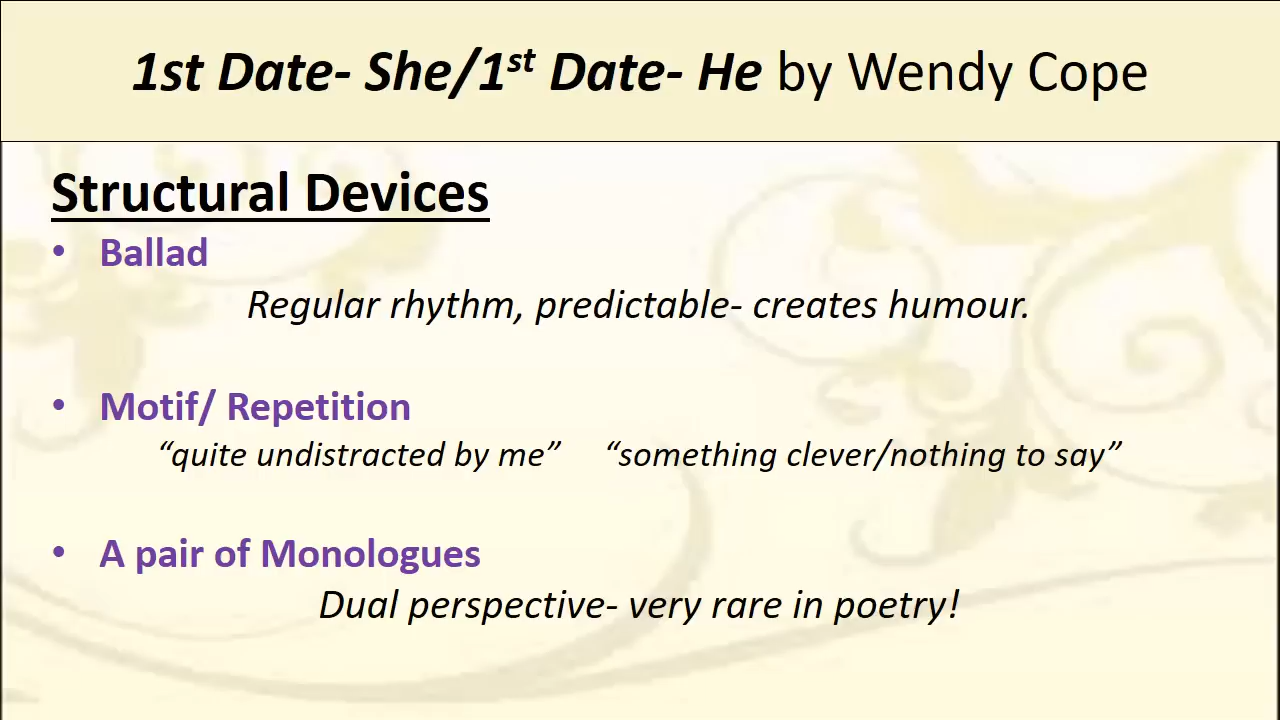 1st Date- She/1st Date- He by Wendy Cope
Structural Devices
• Ballad
Regular rhythm, predictable- creates humour.
• Motif/ Repetition
“quite undistracted by me” “something clever/nothing to say”
• A pair of Monologues
Dual perspective- very rare in poetry!